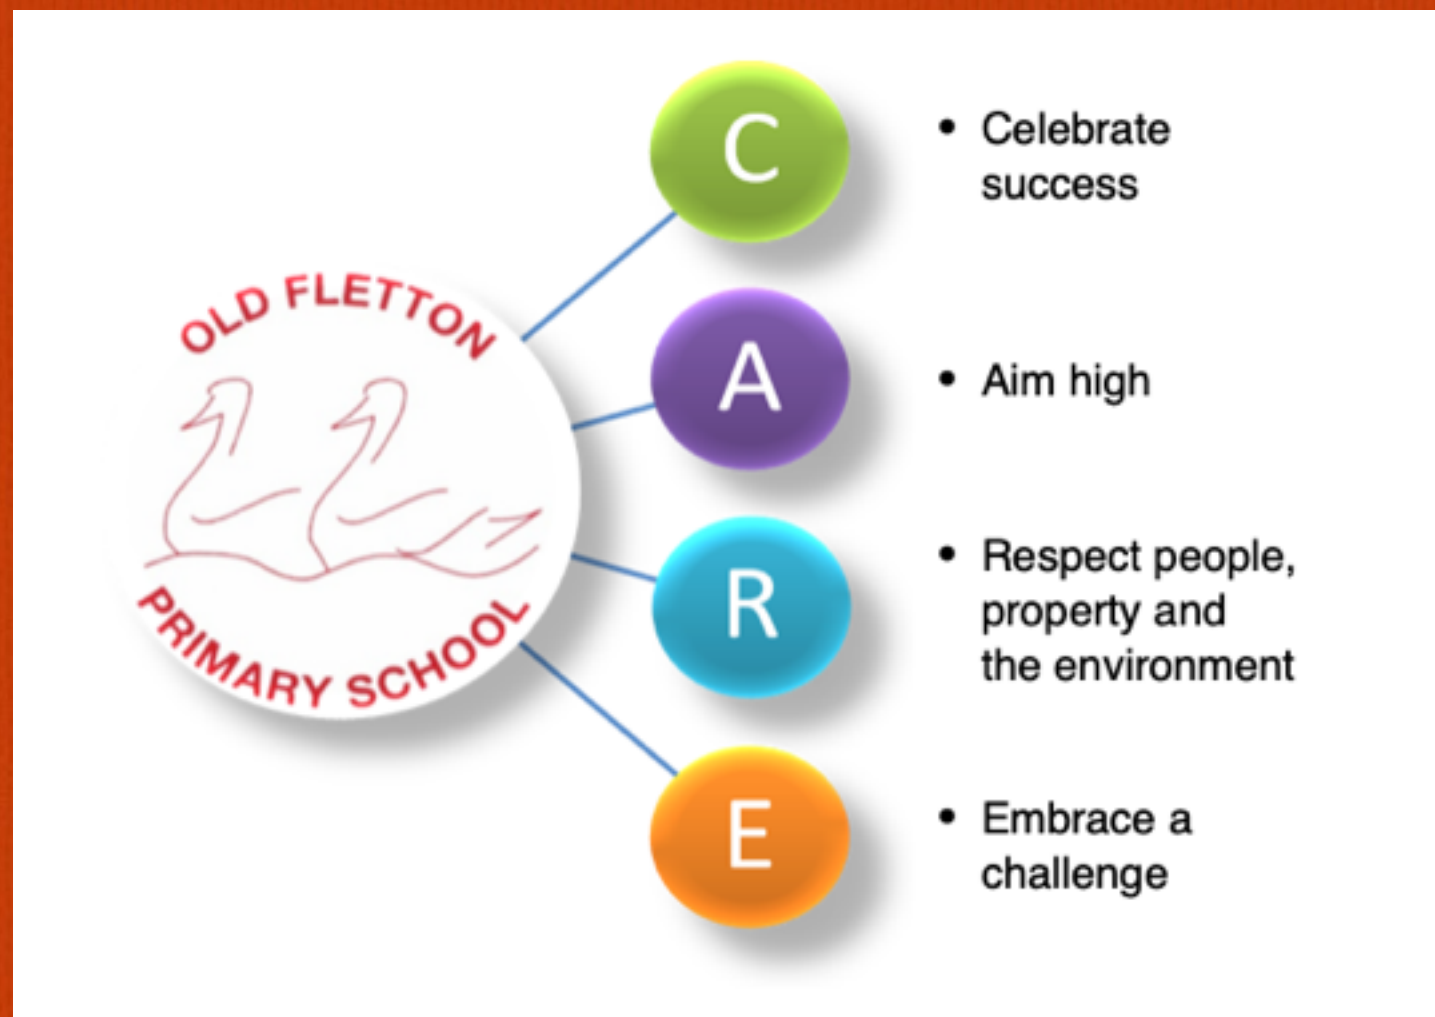 OLD FLETTON
PRIMARY SCHOOL
C
• Celebrate
success
A
• Aim high
R
• Respect people,
property and
the environment
E
• Embrace a
challenge